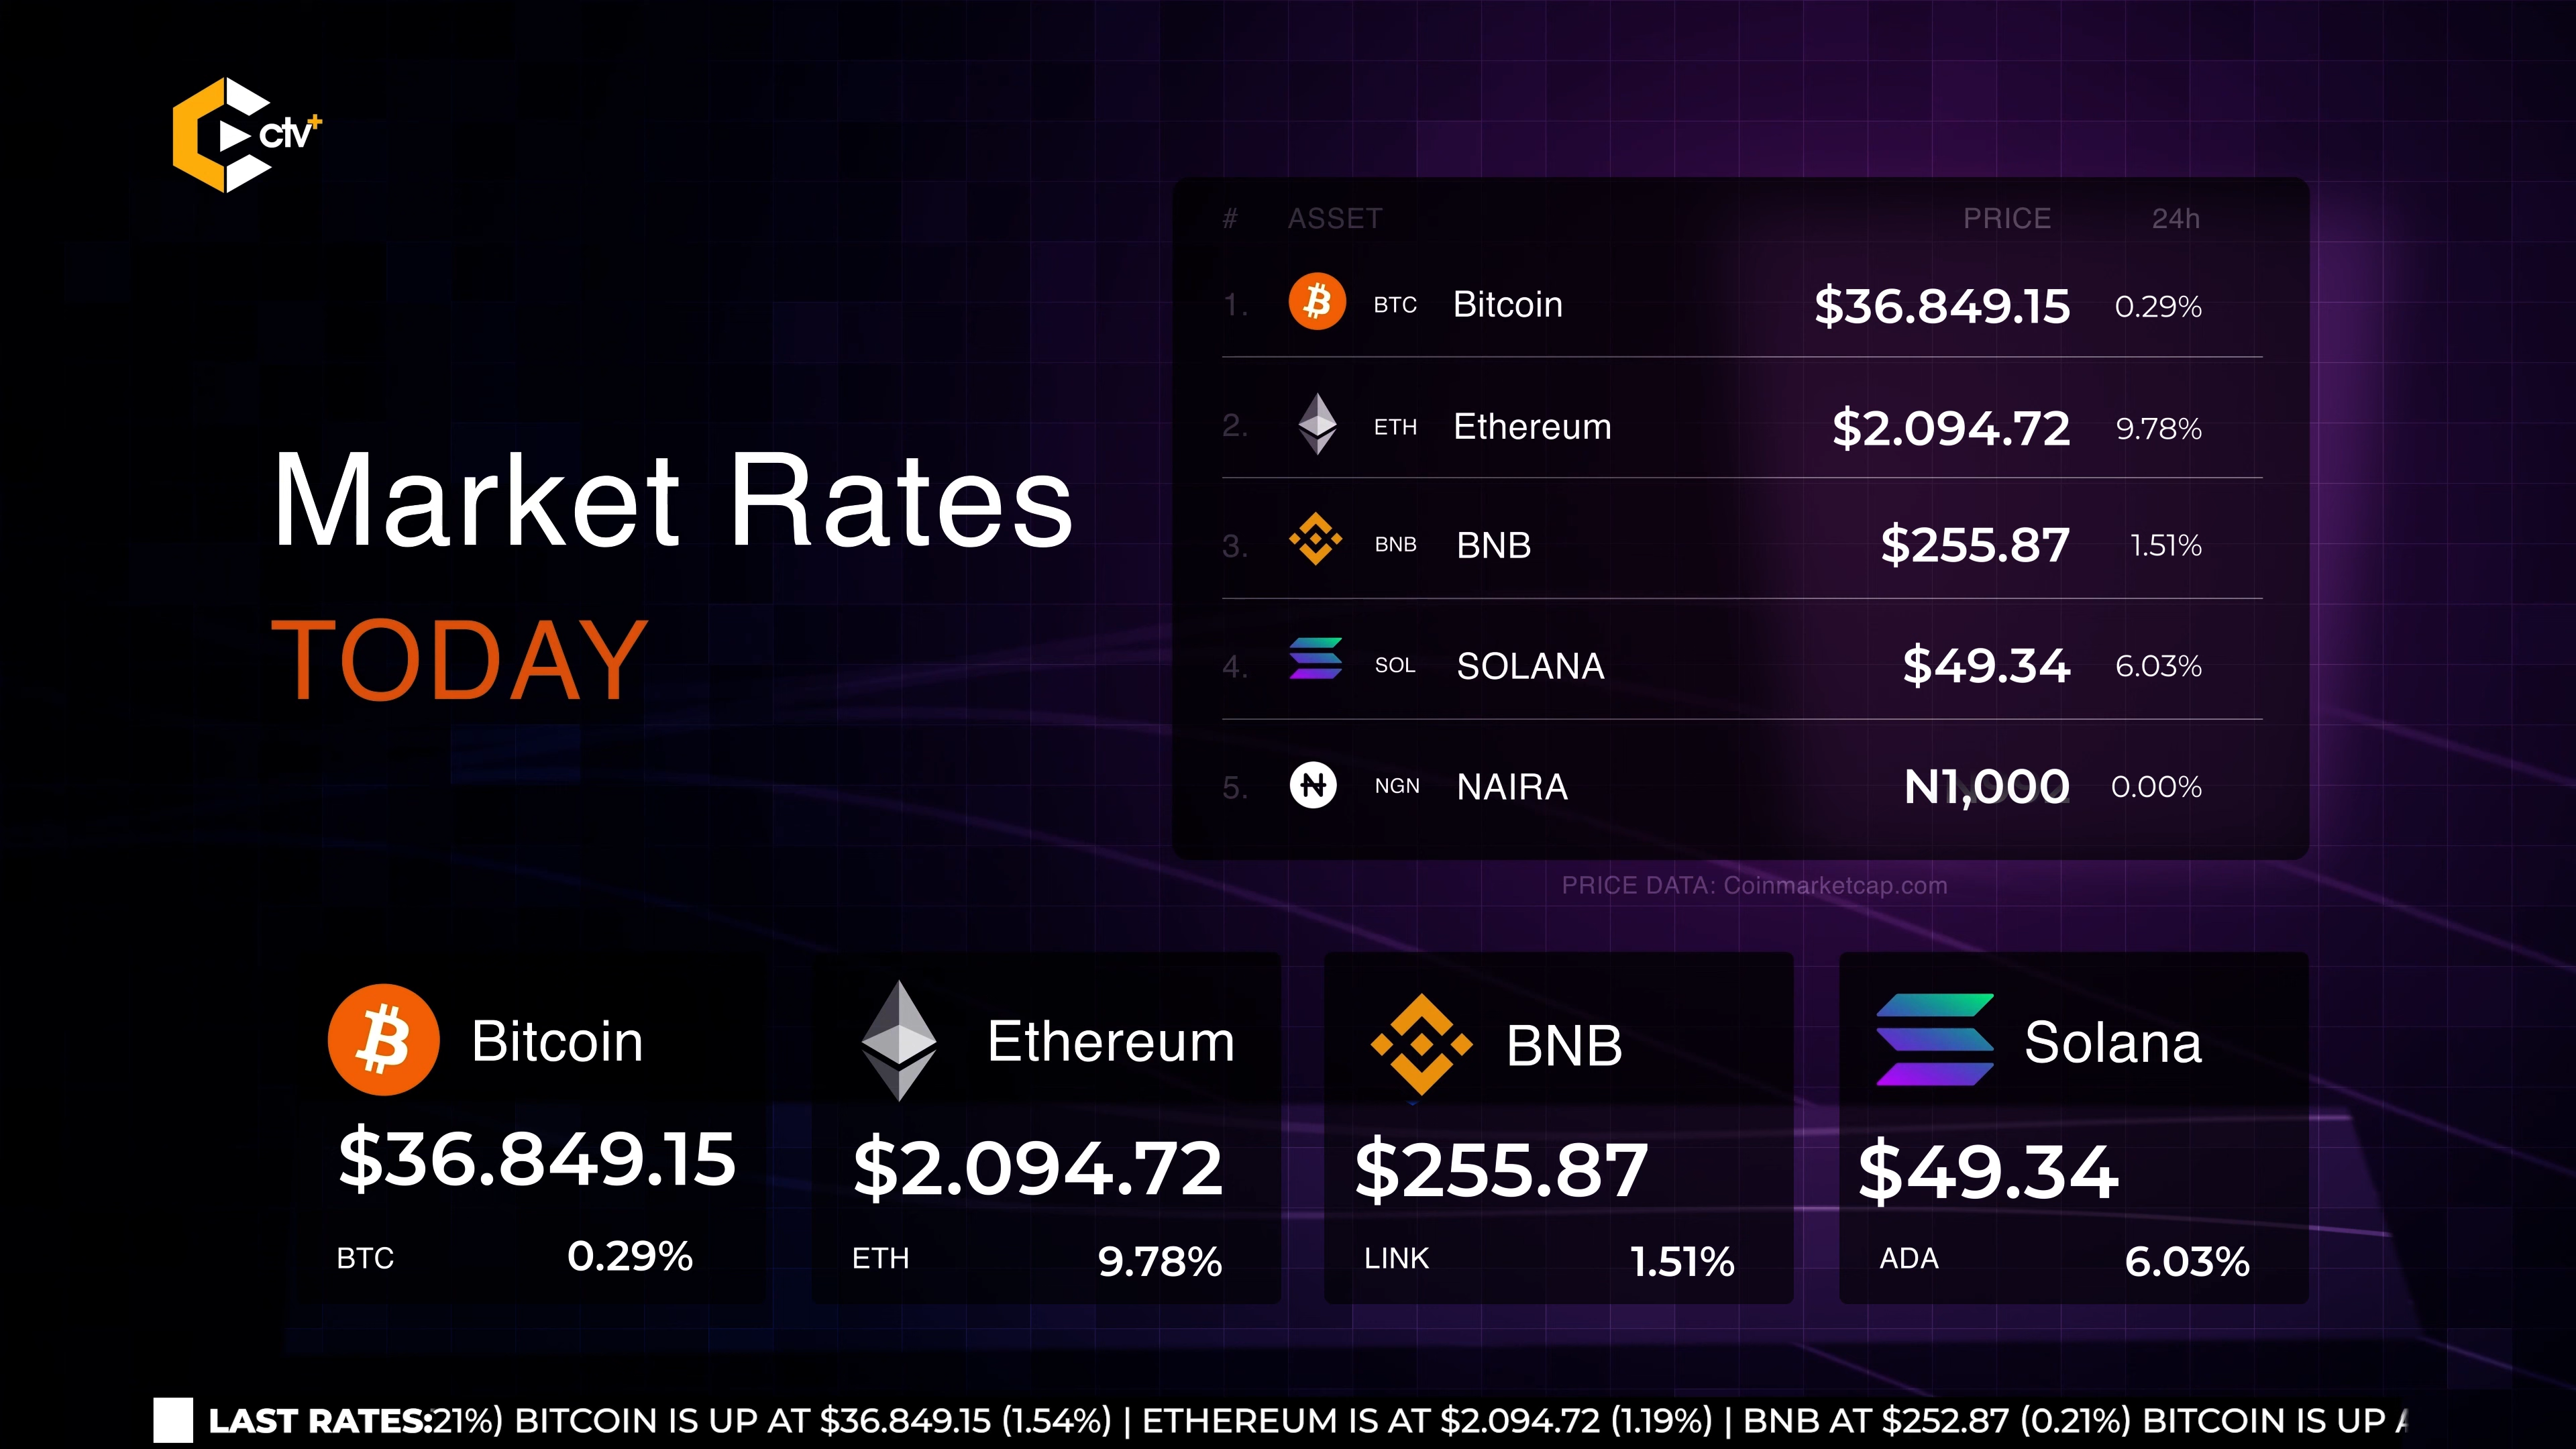 ctv+
# ASSET PRICE 24h
1. BTC Bitcoin $36.849.15 0.29%
2. ETH Ethereum $2.094.72 9.78%
3. BNB BNB $255.87 1.51%
4. SOL SOLANA $49.34 6.03%
5. NGN NAIRA N1,000 0.00%
PRICE DATA: Coinmarketcap.com
Market Rates
TODAY
Bitcoin
$36.849.15
BTC 0.29%
Ethereum
$2.094.72
ETH 9.78%
BNB
$255.87
LINK 1.51%
Solana
$49.34
ADA 6.03%
LAST RATES:21%) BITCOIN IS UP AT $36.849.15 (1.54%) | ETHEREUM IS AT $2.094.72 (1.19%) | BNB AT $252.87 (0.21%) BITCOIN IS UP